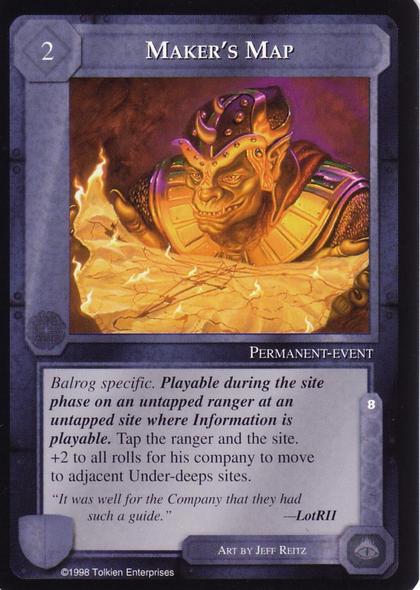 2
MAKER'S MAP
PERMANENT-EVENT
Balrog specific. Playable during the site
phase on an untapped ranger at an
untapped site where Information is
playable. Tap the ranger and the site.
+2 to all rolls for his company to move
to adjacent Under-deeps sites.
"It was well for the Company that they had
such a guide." —LotRII
8
ART BY JEFF REITZ
©1998 Tolkien Enterprises